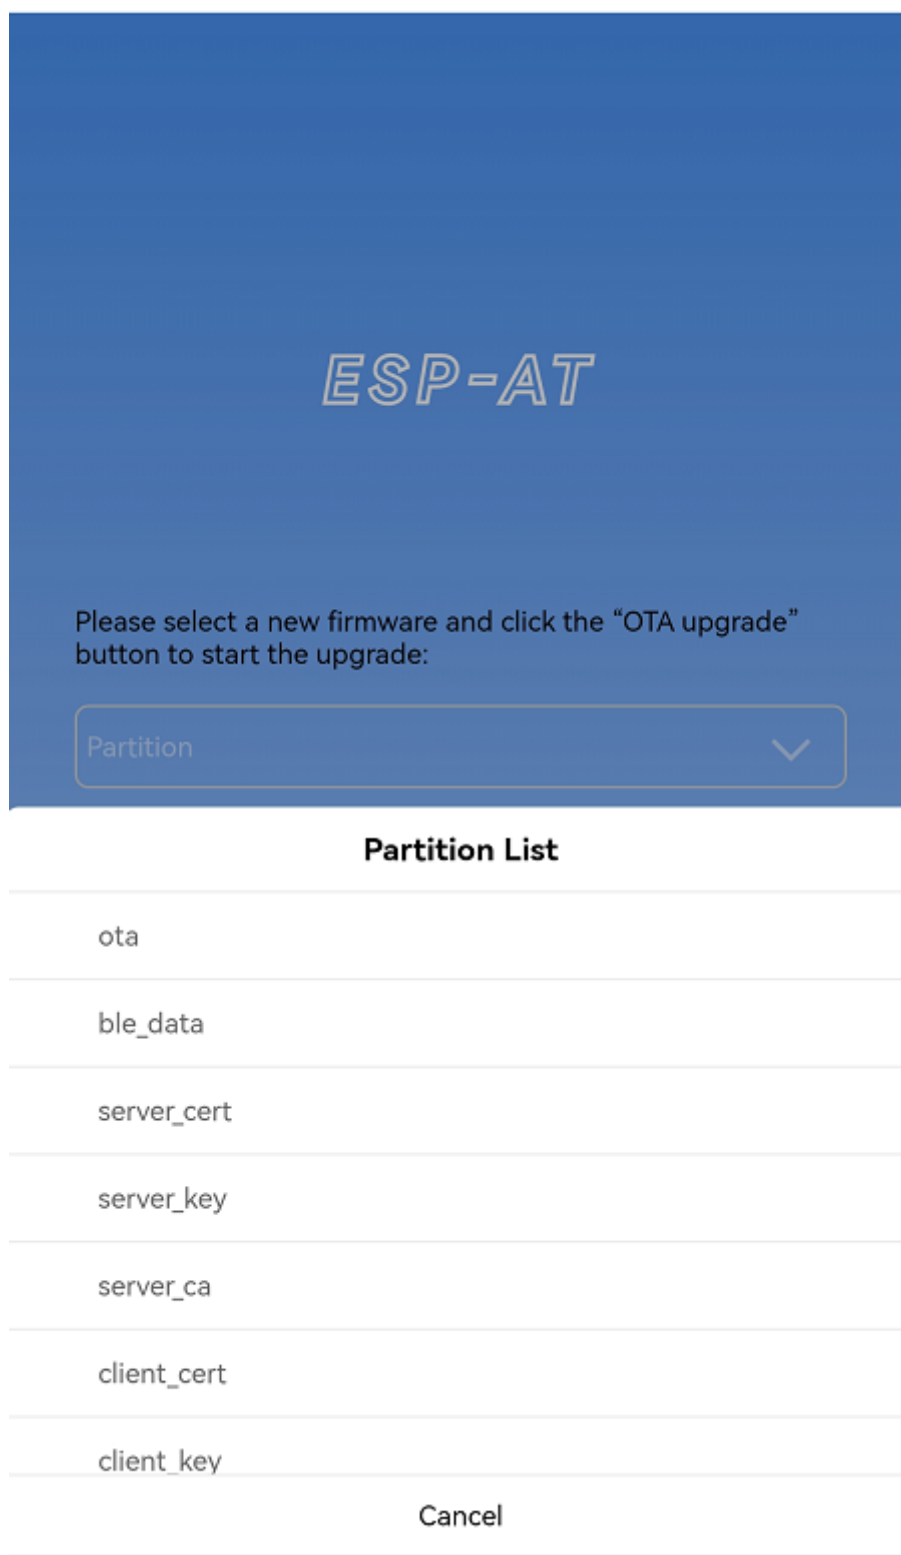 ESP-AT
Please select a new firmware and click the “OTA upgrade”
button to start the upgrade:
Partition
Partition List
ota
ble_data
server_cert
server_key
server_ca
client_cert
client_key
Cancel